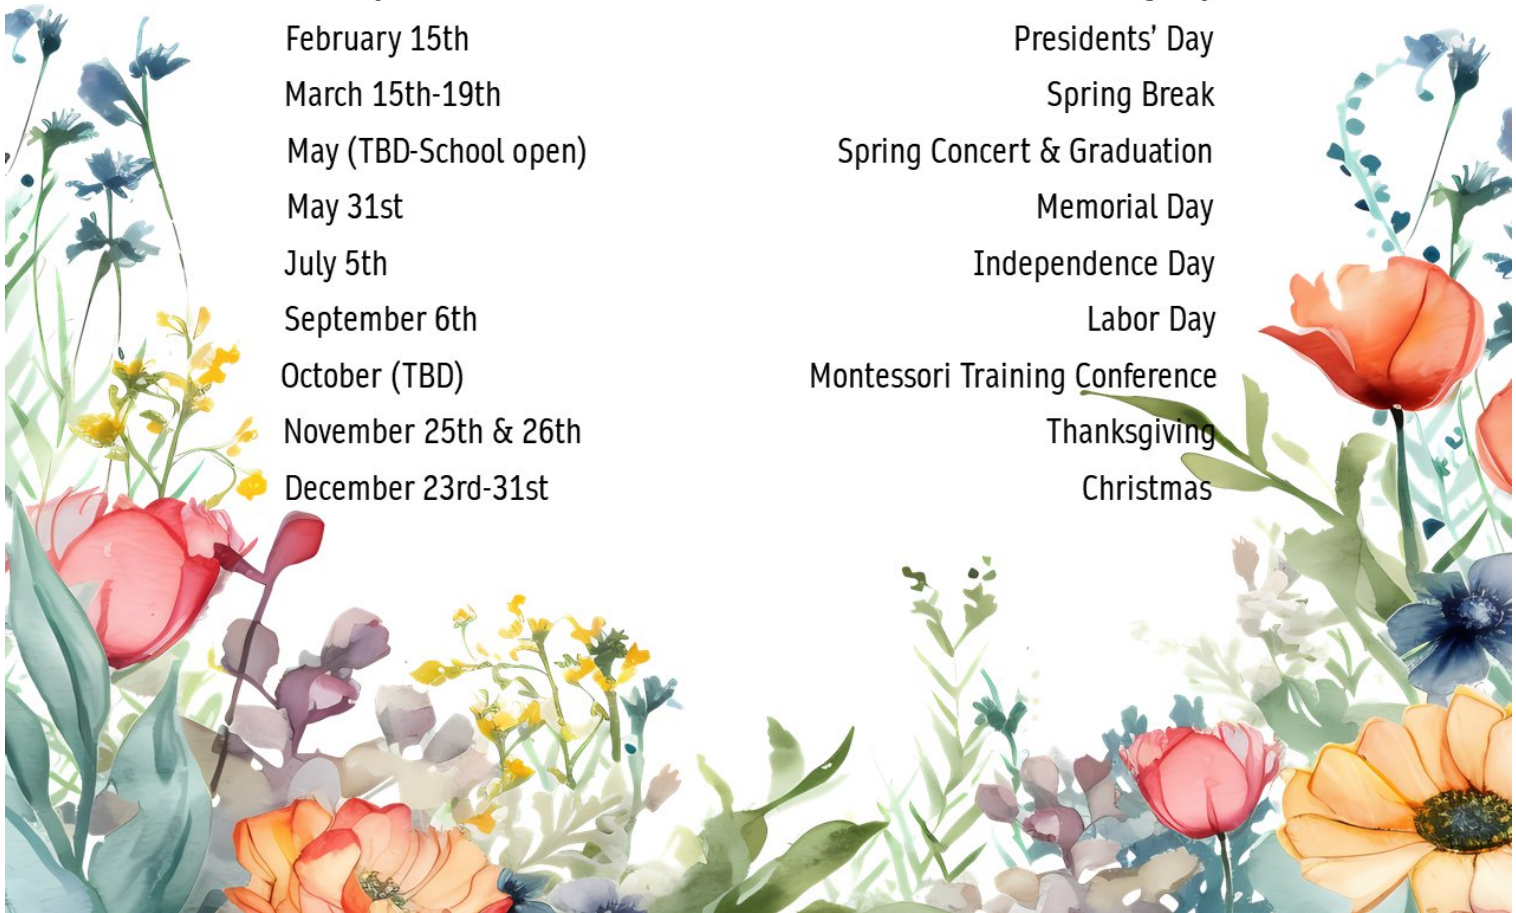 February 15th Presidents’ Day
March 15th-19th Spring Break
May (TBD-School open) Spring Concert & Graduation
May 31st Memorial Day
July 5th Independence Day
September 6th Labor Day
October (TBD) Montessori Training Conference
November 25th & 26th Thanksgiving
December 23rd-31st Christmas